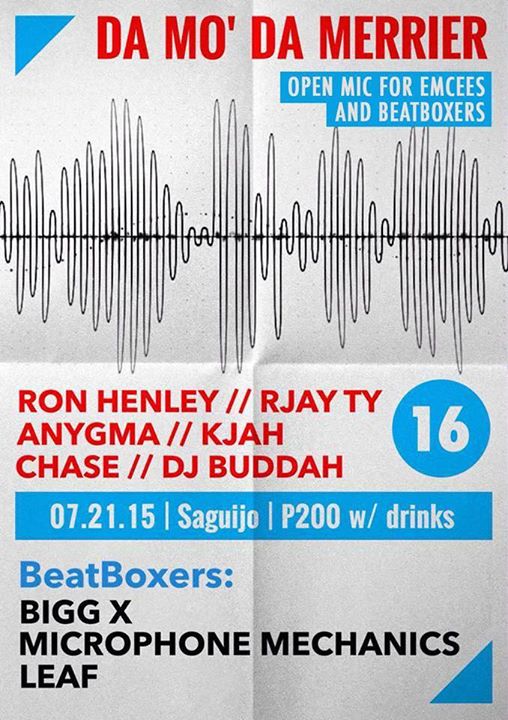 DA MO' DA MERRIER
OPEN MIC FOR EMCEES
AND BEATBOXERS
RON HENLEY // RJAY TY
ANYGMA // KJAH
CHASE // DJ BUDDAH
16
07.21.15 | Saguijo | P200 w/ drinks
BeatBoxers:
BIGG X
MICROPHONE MECHANICS
LEAF